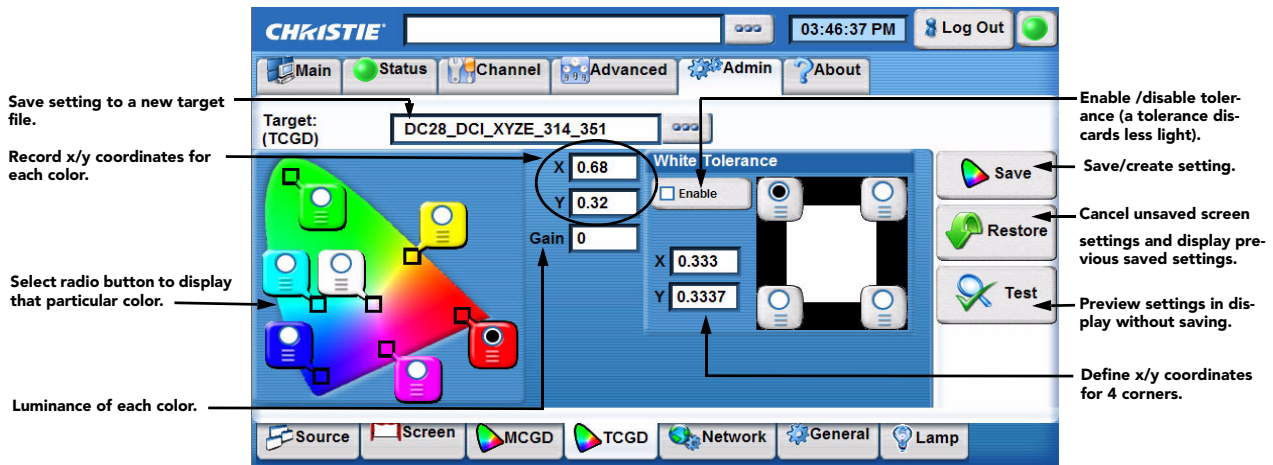 CHRISTIE
03:46:37 PM
Log Out
Main
Status
Channel
Advanced
Admin
About
Save setting to a new target
file.
Target:
(TCGD)
DC28_DCI_XYZE_314_351
Enable /disable toler-
ance (a tolerance dis-
cards less light).
Record x/y coordinates for
each color.
X 0.68
Y 0.32
Gain 0
White Tolerance
Enable
X 0.333
Y 0.3337
Save
Restore
Test
Save/create setting.
Cancel unsaved screen
settings and display pre-
vious saved settings.
Select radio button to display
that particular color.
Preview settings in dis-
play without saving.
Define x/y coordinates
for 4 corners.
Luminance of each color.
Source
Screen
MCGD
TCGD
Network
General
Lamp